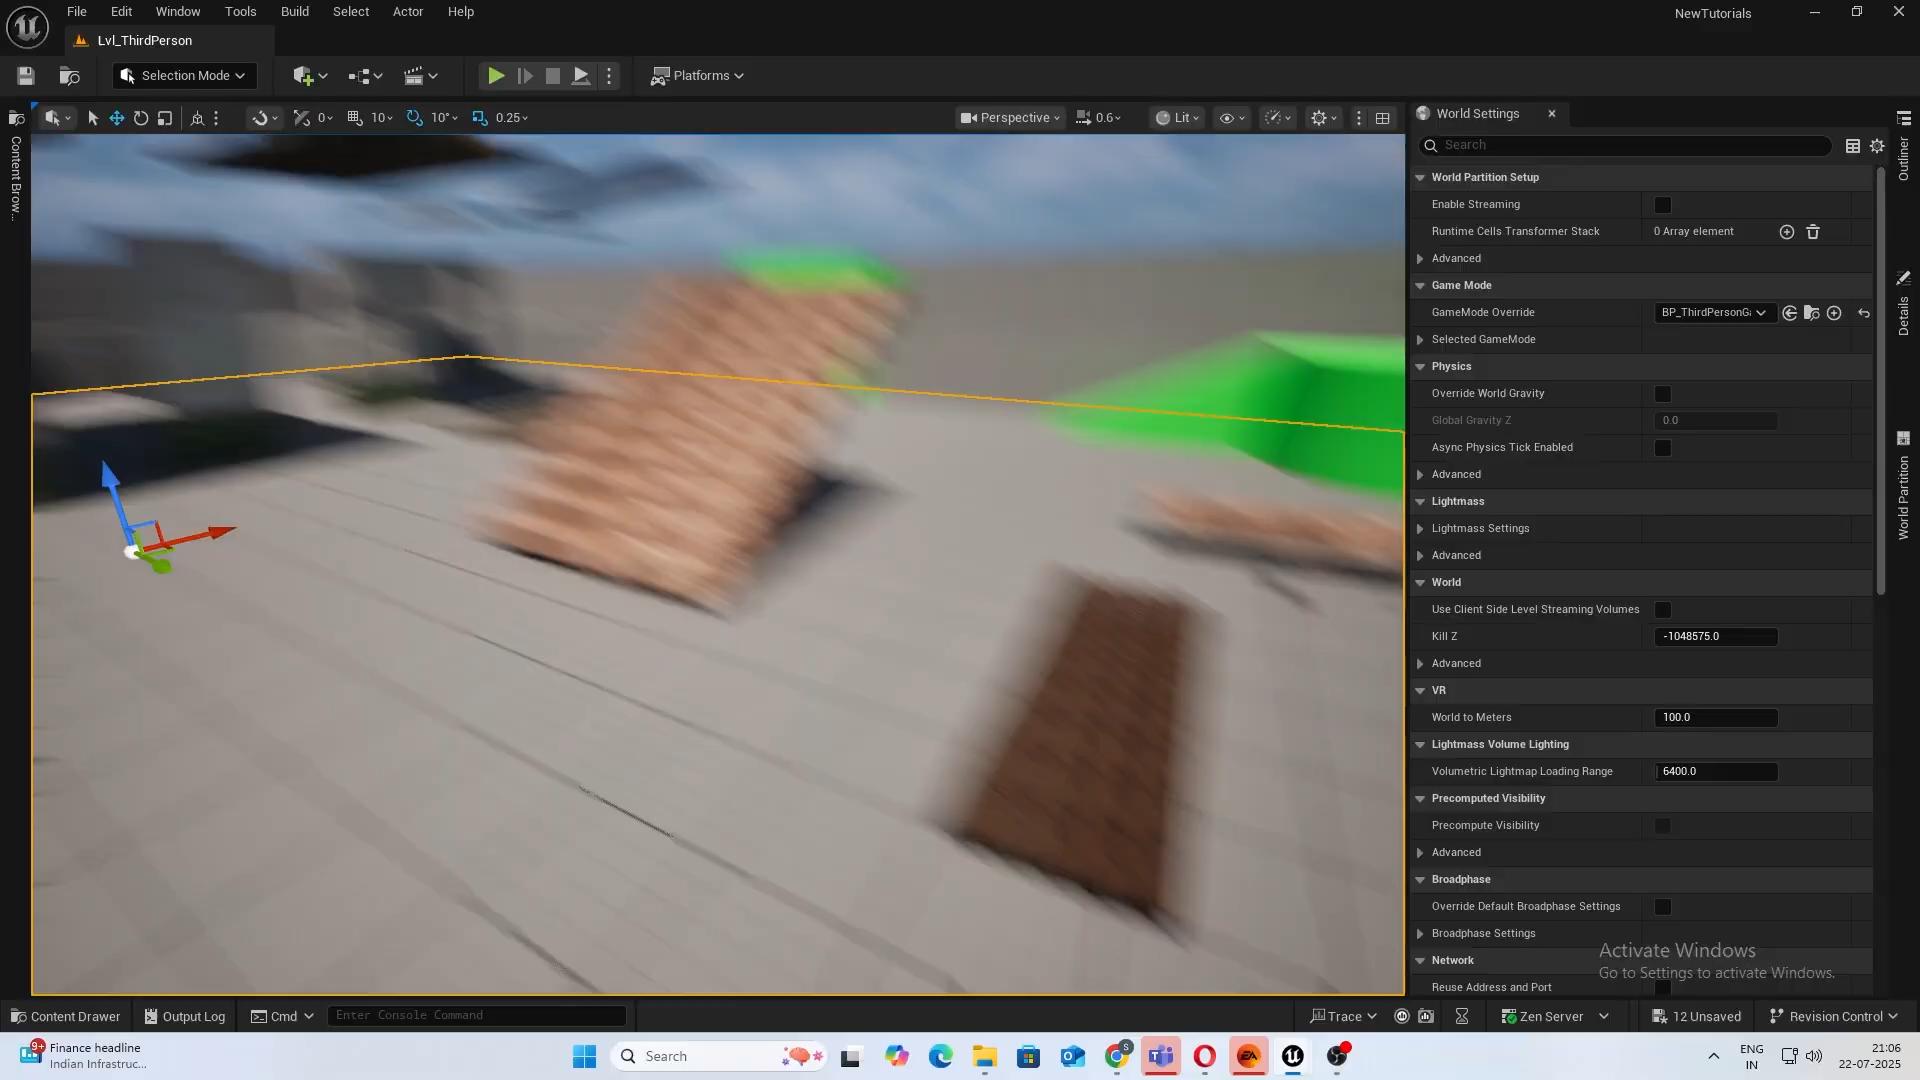 File Edit Window Tools Build Select Actor Help
NewTutorials
Lvl_ThirdPerson
Selection Mode
Platforms
0
10
10°
0.25
Perspective
0.6
Lit
World Settings
Content Brow...
Outliner
Details
World Partition
Search
World Partition Setup
Enable Streaming
Runtime Cells Transformer Stack
0 Array element
Advanced
Game Mode
GameMode Override
BP_ThirdPersonGa
Selected GameMode
Physics
Override World Gravity
Global Gravity Z
0.0
Async Physics Tick Enabled
Advanced
Lightmass
Lightmass Settings
Advanced
World
Use Client Side Level Streaming Volumes
Kill Z
-1048575.0
Advanced
VR
World to Meters
100.0
Lightmass Volume Lighting
Volumetric Lightmap Loading Range
6400.0
Precomputed Visibility
Precompute Visibility
Advanced
Broadphase
Override Default Broadphase Settings
Broadphase Settings
Network
Reuse Address and Port
Activate Windows
Go to Settings to activate Windows.
Content Drawer
Output Log
Cmd
Enter Console Command
Trace
Zen Server
12 Unsaved
Revision Control
9+
Finance headline
Indian Infrastruc...
Search
S
ENG
IN
21:06
22-07-2025